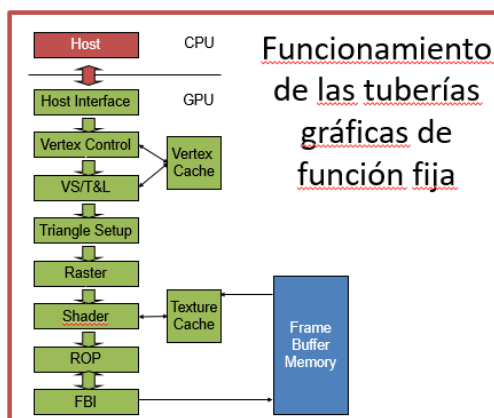 Host
CPU
Funcionamiento
de las tuberías
gráficas de
función fija
Host Interface
GPU
Vertex Control
Vertex
Cache
VS/T&L
Triangle Setup
Raster
Shader
Texture
Cache
Frame
Buffer
Memory
ROP
FBI